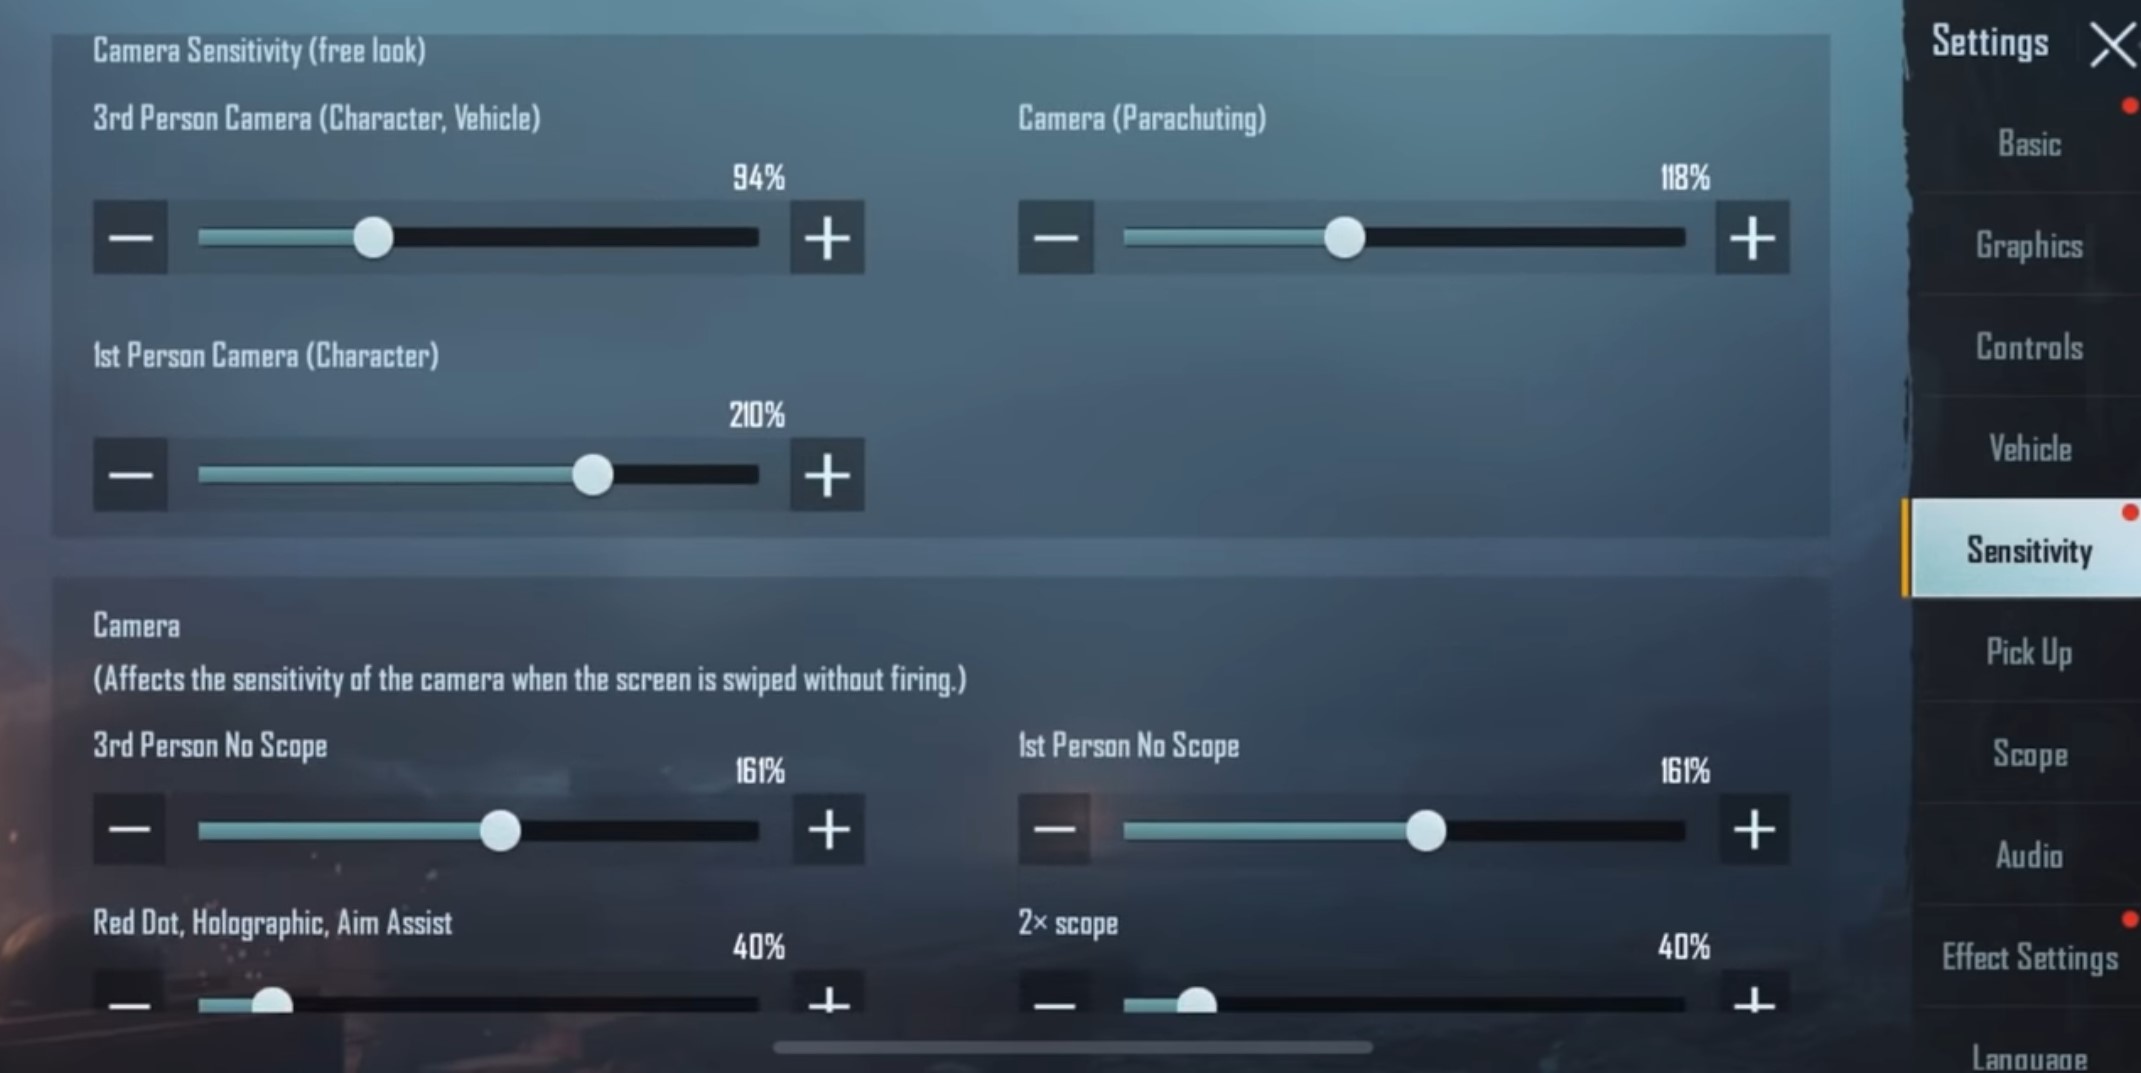 Camera Sensitivity (free look)
3rd Person Camera (Character, Vehicle)
94%
Camera (Parachuting)
118%
1st Person Camera (Character)
210%
Camera
(Affects the sensitivity of the camera when the screen is swiped without firing.)
3rd Person No Scope
161%
1st Person No Scope
161%
Red Dot, Holographic, Aim Assist
40%
2× scope
40%
Settings
Basic
Graphics
Controls
Vehicle
Sensitivity
Pick Up
Scope
Audio
Effect Settings
Language